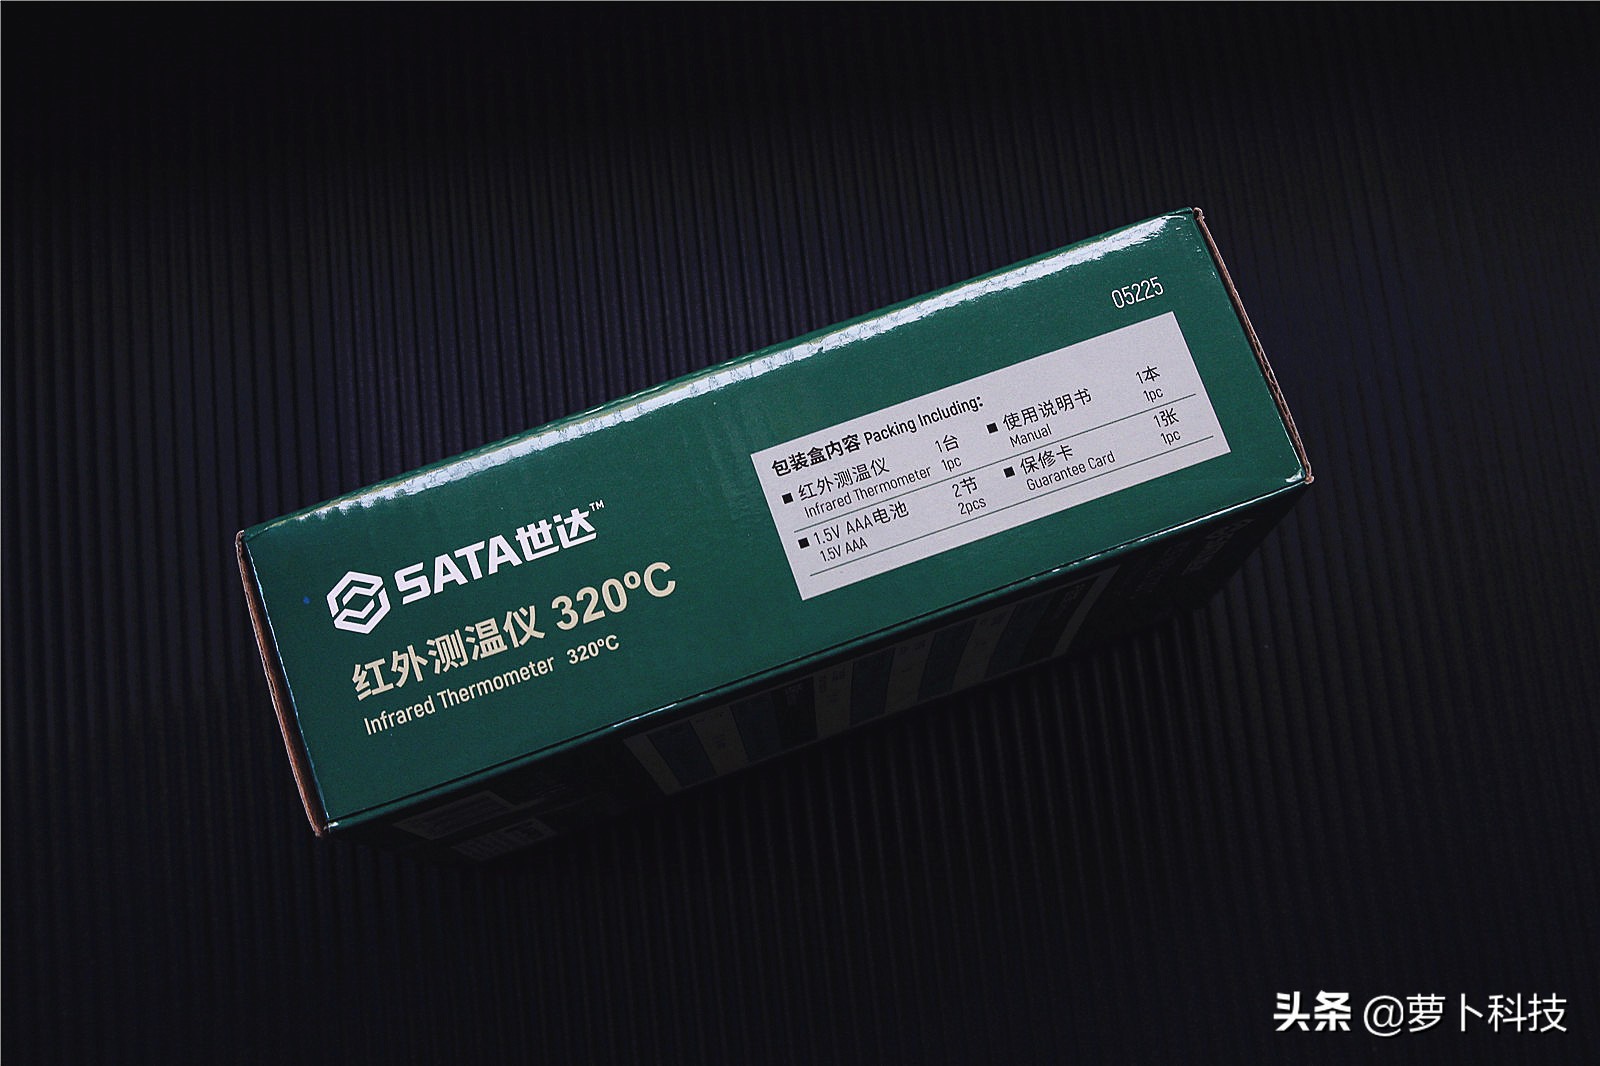 05225
SATA世达™
红外测温仪 320°C
Infrared Thermometer 320°C
包装盒内容 Packing Including:
■ 红外测温仪 1台
Infrared Thermometer 1pc
■ 1.5V AAA电池 2节
1.5V AAA 2pcs
■ 使用说明书 1本
Manual 1pc
■ 保修卡 1张
Guarantee Card 1pc
头条 @萝卜科技